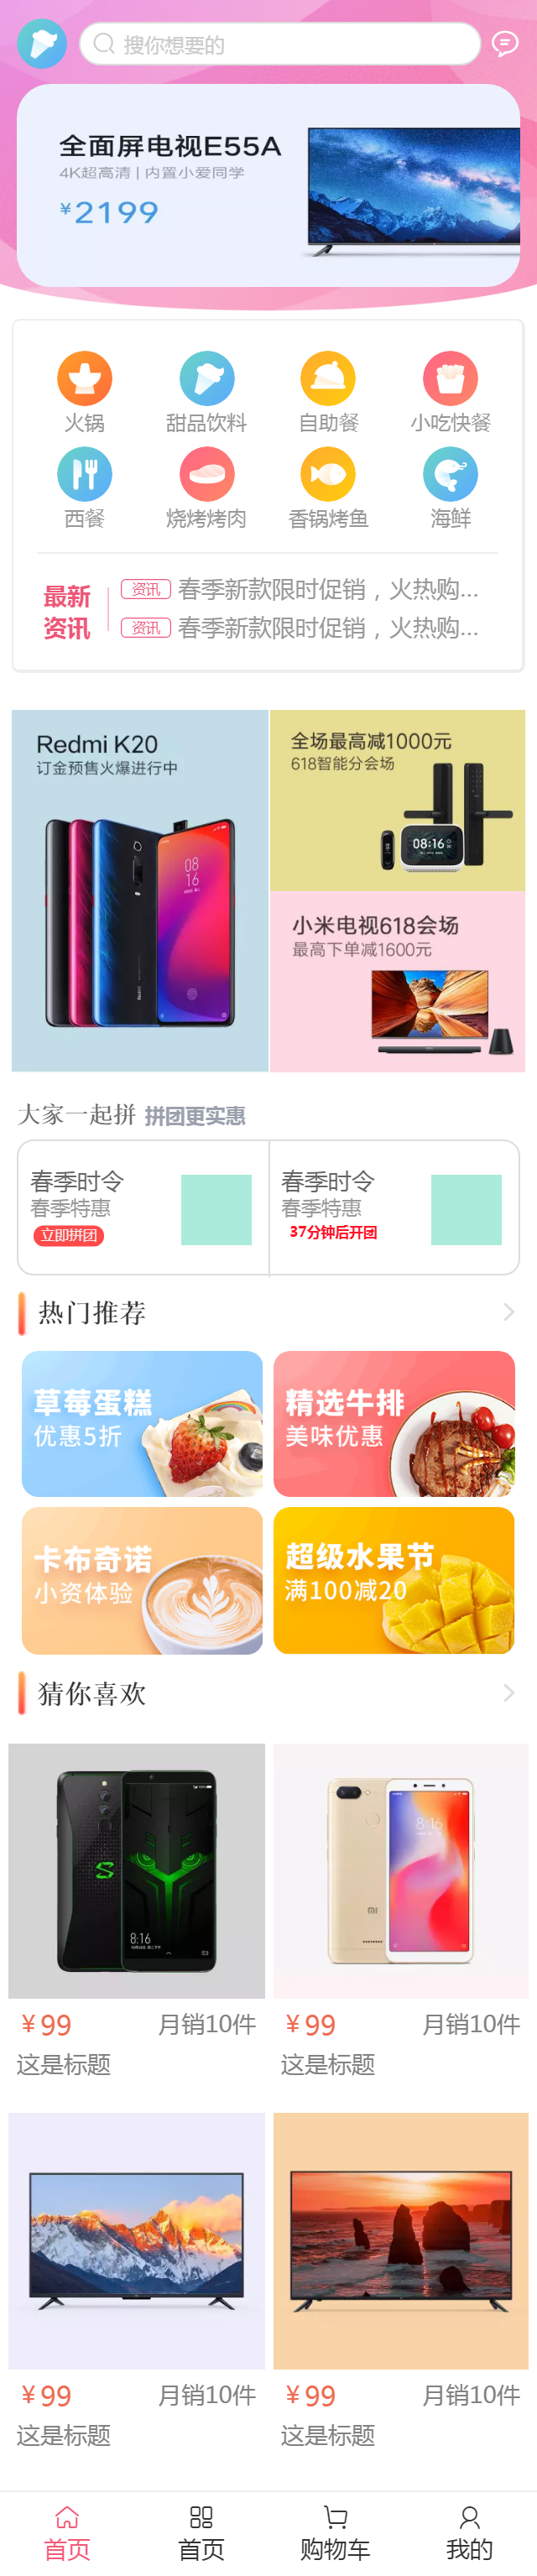 搜你想要的
全面屏电视E55A
4K超高清 | 内置小爱同学
¥2199
火锅 甜品饮料 自助餐 小吃快餐
西餐 烧烤烤肉 香锅烤鱼 海鲜
最新
资讯
资讯 春季新款限时促销，火热购...
资讯 春季新款限时促销，火热购...
Redmi K20
订金预售火爆进行中
全场最高减1000元
618智能分会场
08:16
小米电视618会场
最高下单减1600元
08
16
Redmi
大家一起拼 拼团更实惠
春季时令
春季特惠
立即拼团
春季时令
春季特惠
37分钟后开团
热门推荐
草莓蛋糕
优惠5折
精选牛排
美味优惠
卡布奇诺
小资体验
超级水果节
满100减20
猜你喜欢
8:16
8:16
MI
¥99 月销10件
这是标题
¥99 月销10件
这是标题
¥99 月销10件
这是标题
¥99 月销10件
这是标题
首页 首页 购物车 我的